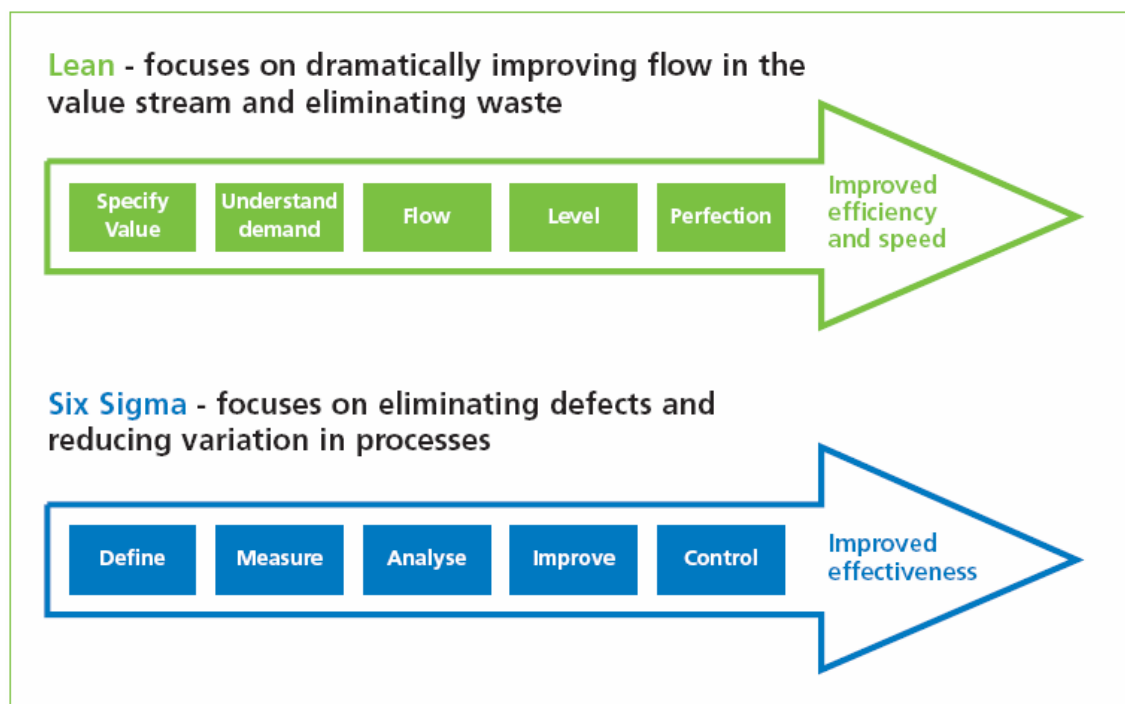 Lean - focuses on dramatically improving flow in the
value stream and eliminating waste
Specify
Value
Understand
demand
Flow
Level
Perfection
Improved
efficiency
and speed
Six Sigma - focuses on eliminating defects and
reducing variation in processes
Define
Measure
Analyse
Improve
Control
Improved
effectiveness